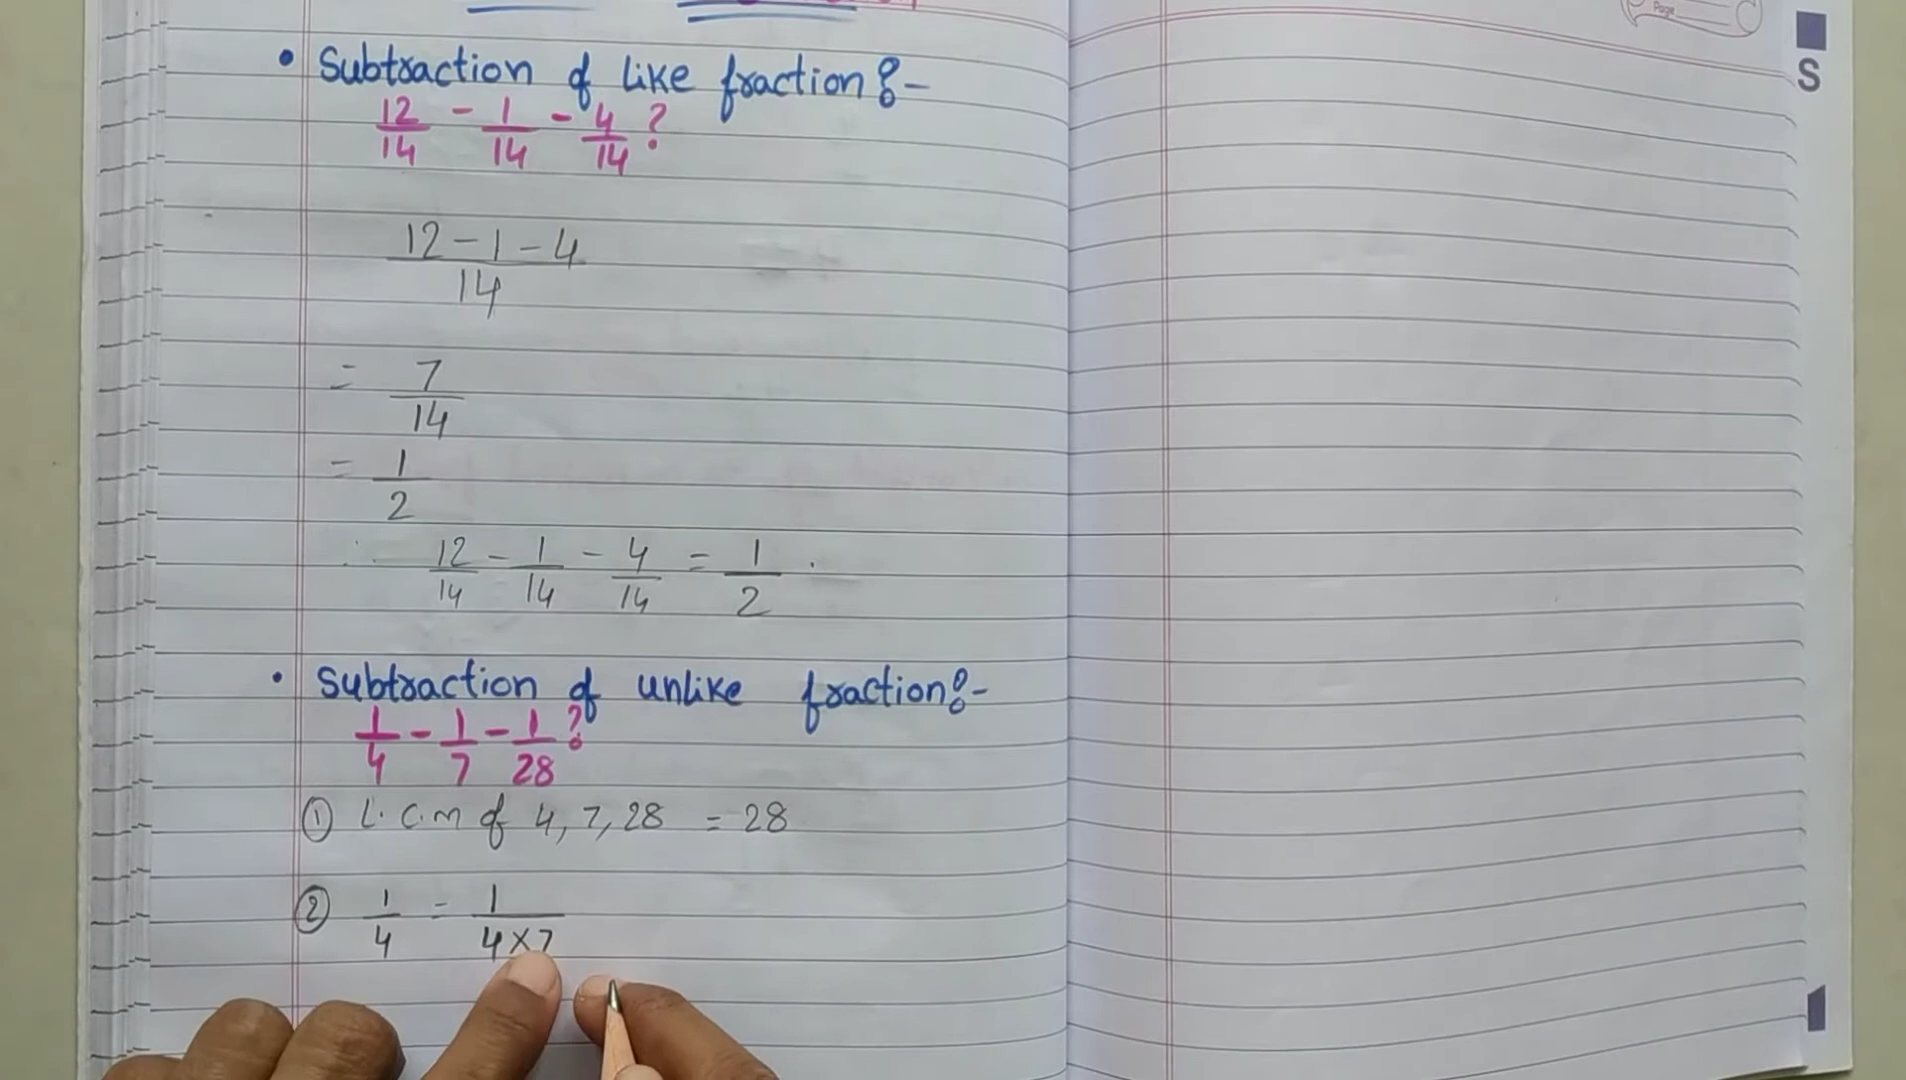 Page
S
• Subtraction of like fraction:-
12/14 - 1/14 - 4/14 ?
12 - 1 - 4 / 14
= 7/14
= 1/2
∴ 12/14 - 1/14 - 4/14 = 1/2 .
• Subtraction of unlike fraction:-
1/4 - 1/7 - 1/28 ?
① L.C.M of 4, 7, 28 = 28
② 1/4 = 1/4×7